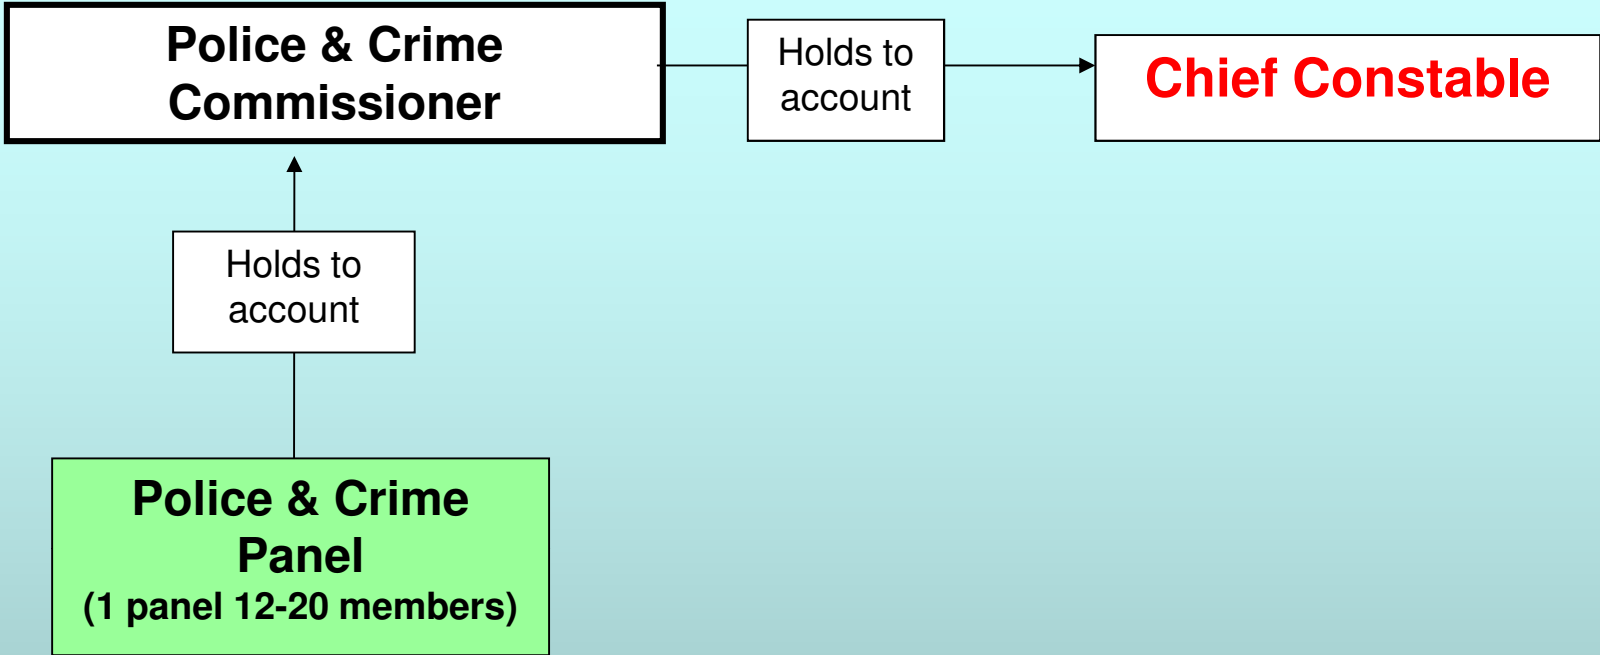 Police & Crime
Commissioner
Holds to
account
Chief Constable
Holds to
account
Police & Crime
Panel
(1 panel 12-20 members)